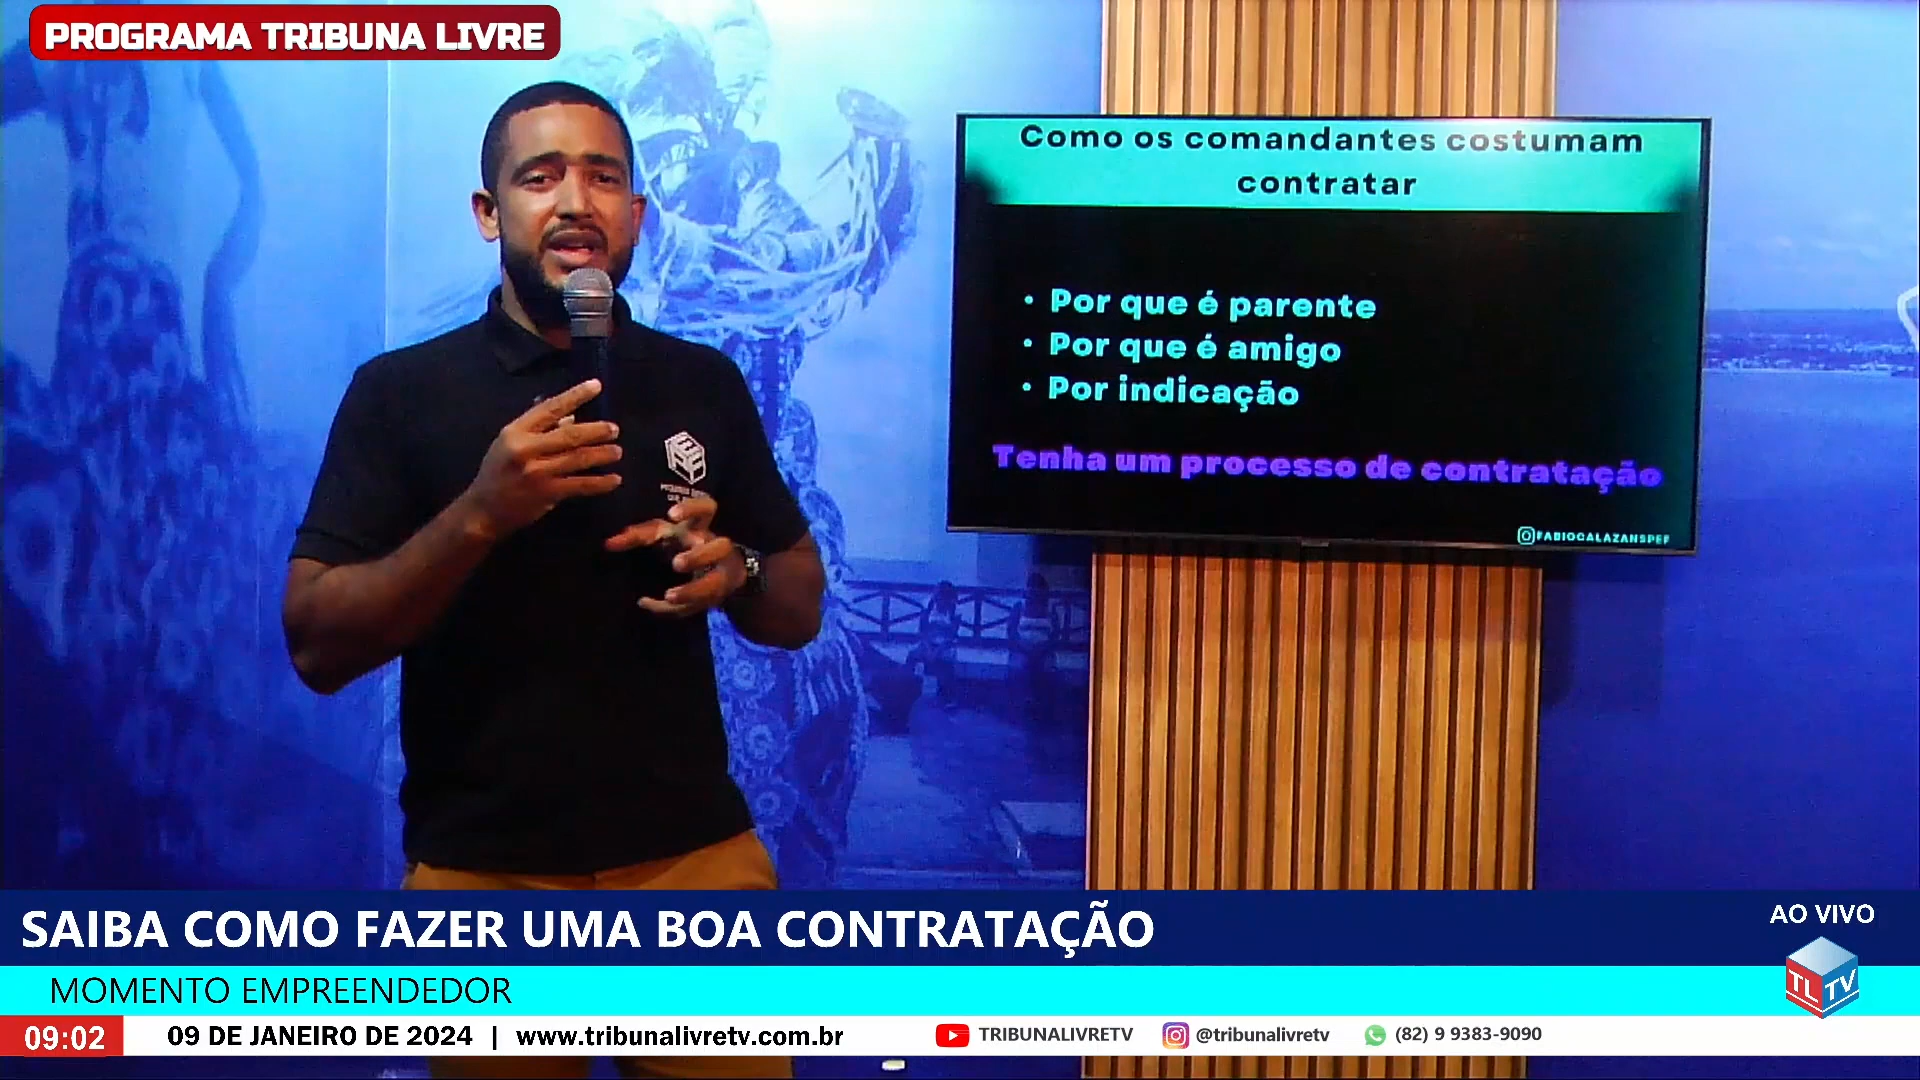 PROGRAMA TRIBUNA LIVRE
Como os comandantes costumam
contratar
• Por que é parente
• Por que é amigo
• Por indicação
Tenha um processo de contratação
FABIOCALAZANSPEF
SAIBA COMO FAZER UMA BOA CONTRATAÇÃO
AO VIVO
MOMENTO EMPREENDEDOR
TL TV
09:02
09 DE JANEIRO DE 2024 | www.tribunalivretv.com.br
TRIBUNALIVRETV
@tribunalivretv
(82) 9 9383-9090